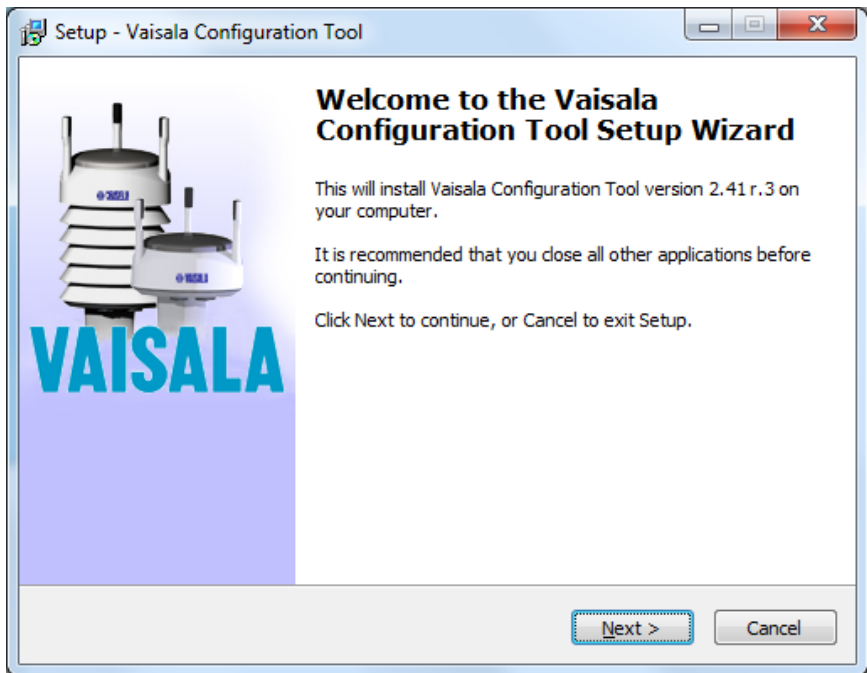 Setup - Vaisala Configuration Tool
Welcome to the Vaisala
Configuration Tool Setup Wizard
This will install Vaisala Configuration Tool version 2.41 r.3 on
your computer.
It is recommended that you close all other applications before
continuing.
Click Next to continue, or Cancel to exit Setup.
VAISALA
VAISALA
VAISALA
Next >
Cancel